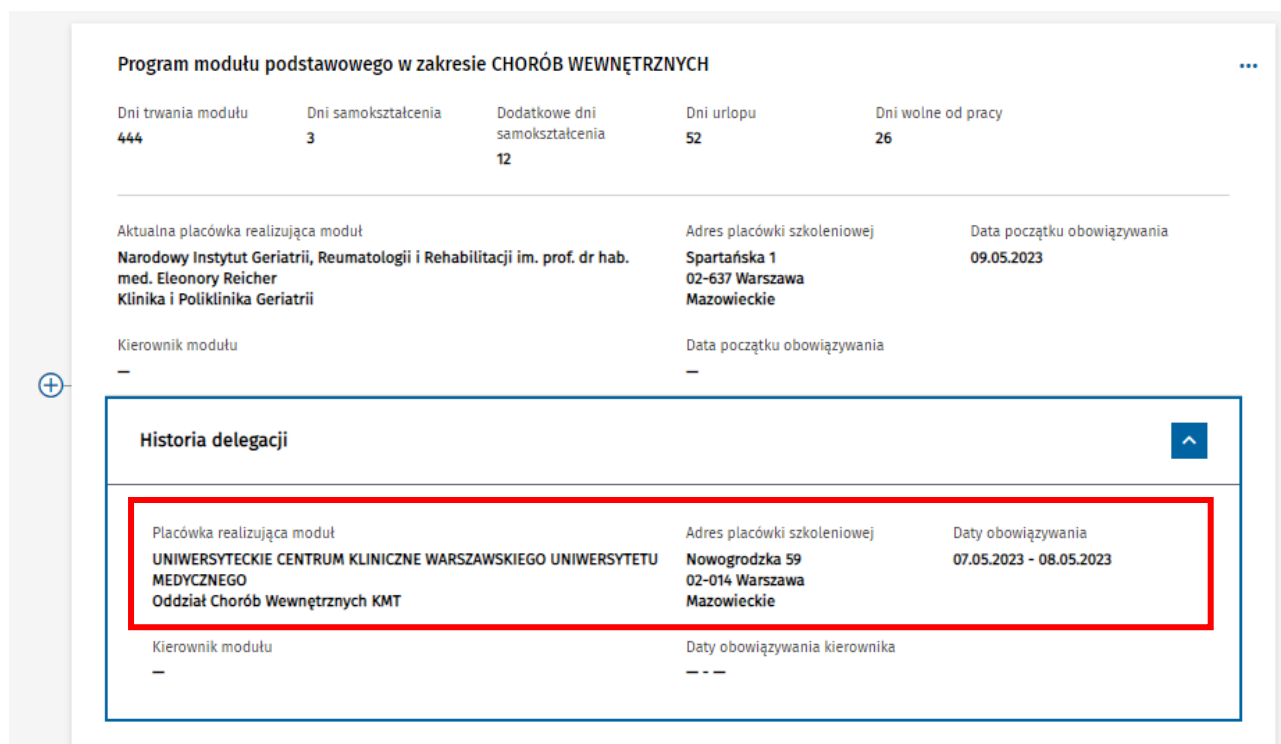 Program modułu podstawowego w zakresie CHORÓB WEWNĘTRZNYCH
Dni trwania modułu
444
Dni samokształcenia
3
Dodatkowe dni
samokształcenia
12
Dni urlopu
52
Dni wolne od pracy
26
Aktualna placówka realizująca moduł
Narodowy Instytut Geriatrii, Reumatologii i Rehabilitacji im. prof. dr hab.
med. Eleonory Reicher
Klinika i Poliklinika Geriatrii
Adres placówki szkoleniowej
Spartańska 1
02-637 Warszawa
Mazowieckie
Data początku obowiązywania
09.05.2023
Kierownik modułu
—
Data początku obowiązywania
—
Historia delegacji
Placówka realizująca moduł
UNIWERSYTECKIE CENTRUM KLINICZNE WARSZAWSKIEGO UNIWERSYTETU
MEDYCZNEGO
Oddział Chorób Wewnętrznych KMT
Adres placówki szkoleniowej
Nowogrodzka 59
02-014 Warszawa
Mazowieckie
Daty obowiązywania
07.05.2023 - 08.05.2023
Kierownik modułu
—
Daty obowiązywania kierownika
— - —